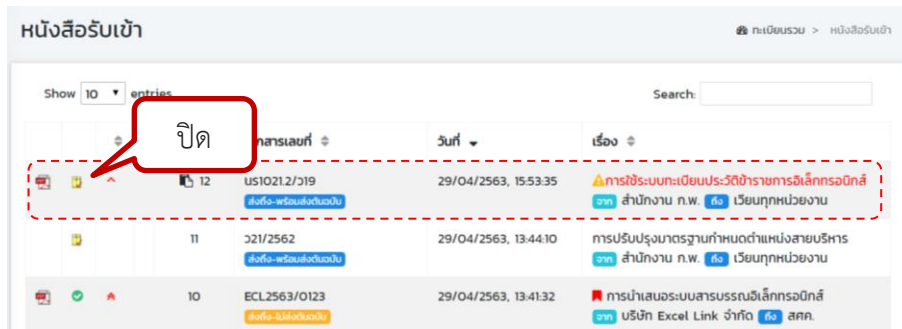 หนังสือรับเข้า
ทะเบียนรวม > หนังสือรับเข้า
Show 10 entries
Search:
ปิด
กสารเลขที่ วันที่ เรื่อง
12 นร1021.2/ว19 29/04/2563, 15:53:35 การใช้ระบบทะเบียนประวัติข้าราชการอิเล็กทรอนิกส์
ส่งถึง-พร้อมส่งต้นฉบับ จาก สำนักงาน ก.พ. ถึง เวียนทุกหน่วยงาน
11 ว21/2562 29/04/2563, 13:44:10 การปรับปรุงมาตรฐานกำหนดตำแหน่งสายบริหาร
ส่งถึง-พร้อมส่งต้นฉบับ จาก สำนักงาน ก.พ. ถึง เวียนทุกหน่วยงาน
10 ECL2563/0123 29/04/2563, 13:41:32 การนำเสนอระบบสารบรรณอิเล็กทรอนิกส์
ส่งถึง-ไม่ส่งต้นฉบับ จาก บริษัท Excel Link จำกัด ถึง สศค.